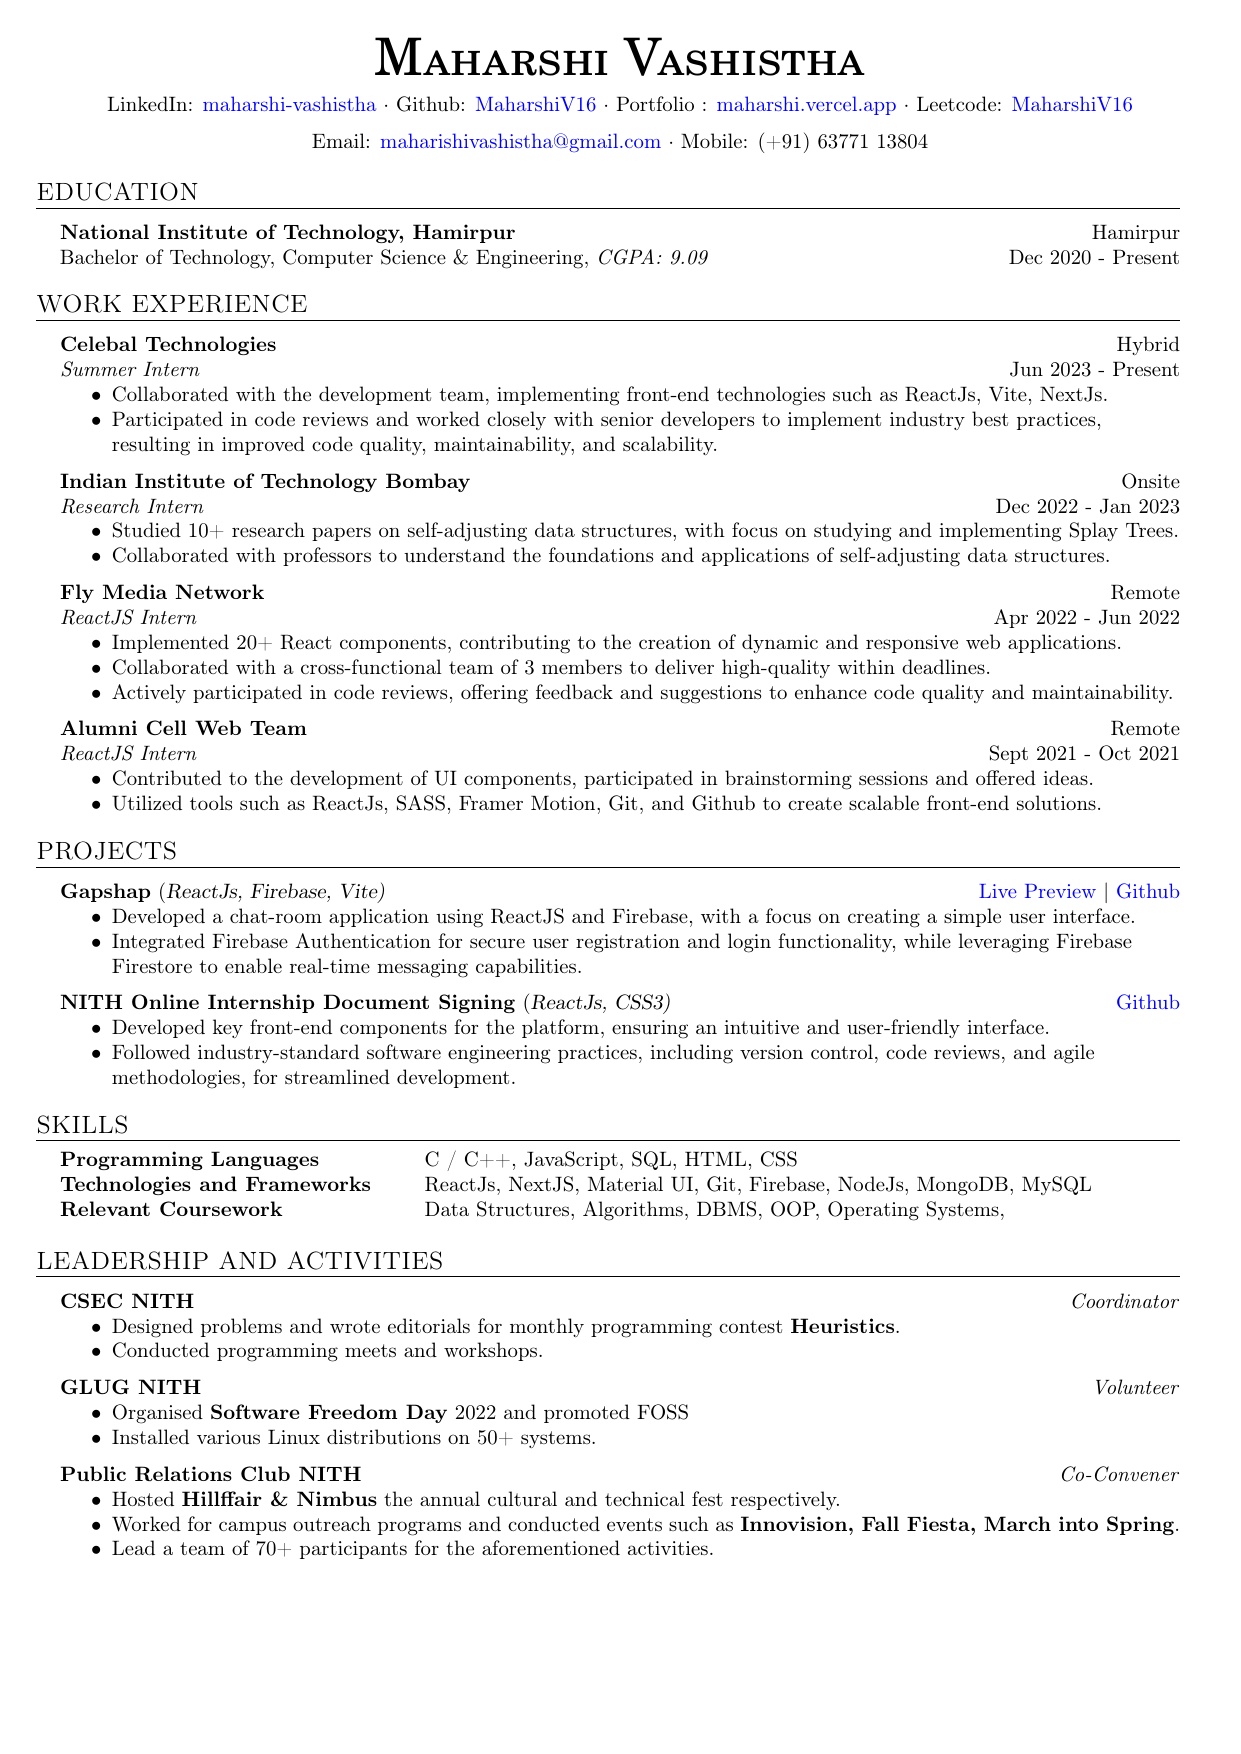 Maharshi Vashistha
LinkedIn: maharshi-vashistha · Github: MaharshiV16 · Portfolio : maharshi.vercel.app · Leetcode: MaharshiV16
Email: maharishivashistha@gmail.com · Mobile: (+91) 63771 13804
EDUCATION
National Institute of Technology, Hamirpur Hamirpur
Bachelor of Technology, Computer Science & Engineering, CGPA: 9.09 Dec 2020 - Present
WORK EXPERIENCE
Celebal Technologies Hybrid
Summer Intern Jun 2023 - Present
• Collaborated with the development team, implementing front-end technologies such as ReactJs, Vite, NextJs.
• Participated in code reviews and worked closely with senior developers to implement industry best practices,
resulting in improved code quality, maintainability, and scalability.
Indian Institute of Technology Bombay Onsite
Research Intern Dec 2022 - Jan 2023
• Studied 10+ research papers on self-adjusting data structures, with focus on studying and implementing Splay Trees.
• Collaborated with professors to understand the foundations and applications of self-adjusting data structures.
Fly Media Network Remote
ReactJS Intern Apr 2022 - Jun 2022
• Implemented 20+ React components, contributing to the creation of dynamic and responsive web applications.
• Collaborated with a cross-functional team of 3 members to deliver high-quality within deadlines.
• Actively participated in code reviews, offering feedback and suggestions to enhance code quality and maintainability.
Alumni Cell Web Team Remote
ReactJS Intern Sept 2021 - Oct 2021
• Contributed to the development of UI components, participated in brainstorming sessions and offered ideas.
• Utilized tools such as ReactJs, SASS, Framer Motion, Git, and Github to create scalable front-end solutions.
PROJECTS
Gapshap (ReactJs, Firebase, Vite) Live Preview | Github
• Developed a chat-room application using ReactJS and Firebase, with a focus on creating a simple user interface.
• Integrated Firebase Authentication for secure user registration and login functionality, while leveraging Firebase
Firestore to enable real-time messaging capabilities.
NITH Online Internship Document Signing (ReactJs, CSS3) Github
• Developed key front-end components for the platform, ensuring an intuitive and user-friendly interface.
• Followed industry-standard software engineering practices, including version control, code reviews, and agile
methodologies, for streamlined development.
SKILLS
Programming Languages C / C++, JavaScript, SQL, HTML, CSS
Technologies and Frameworks ReactJs, NextJS, Material UI, Git, Firebase, NodeJs, MongoDB, MySQL
Relevant Coursework Data Structures, Algorithms, DBMS, OOP, Operating Systems,
LEADERSHIP AND ACTIVITIES
CSEC NITH Coordinator
• Designed problems and wrote editorials for monthly programming contest Heuristics.
• Conducted programming meets and workshops.
GLUG NITH Volunteer
• Organised Software Freedom Day 2022 and promoted FOSS
• Installed various Linux distributions on 50+ systems.
Public Relations Club NITH Co-Convener
• Hosted Hillffair & Nimbus the annual cultural and technical fest respectively.
• Worked for campus outreach programs and conducted events such as Innovision, Fall Fiesta, March into Spring.
• Lead a team of 70+ participants for the aforementioned activities.